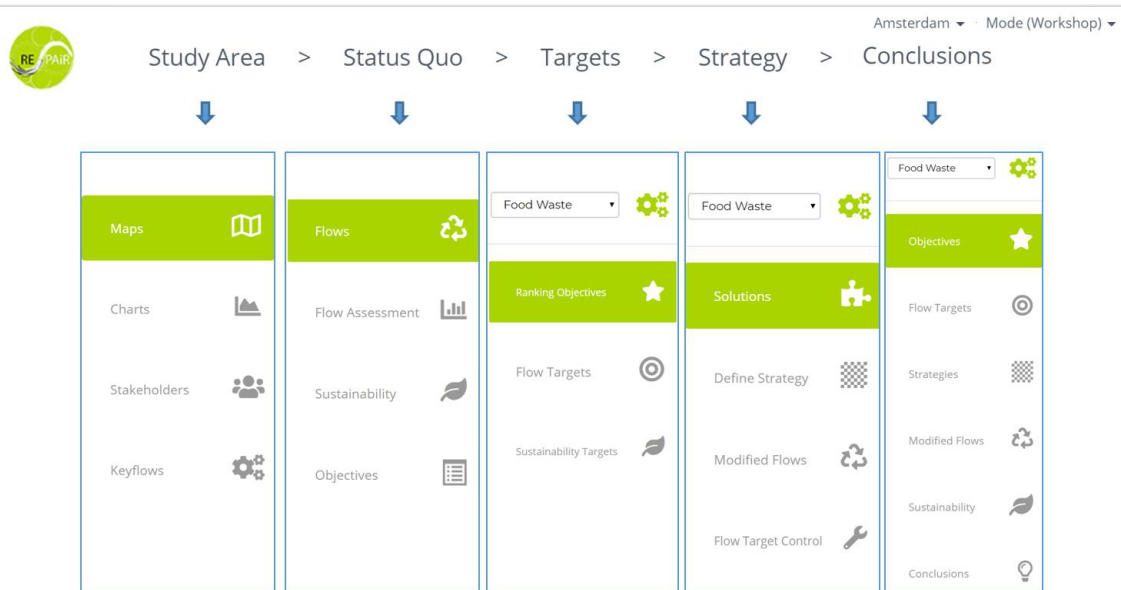 Amsterdam Mode (Workshop)
RE PAiR
Study Area > Status Quo > Targets > Strategy > Conclusions
Maps
Charts
Stakeholders
Keyflows
Flows
Flow Assessment
Sustainability
Objectives
Food Waste
Ranking Objectives
Flow Targets
Sustainability Targets
Food Waste
Solutions
Define Strategy
Modified Flows
Flow Target Control
Food Waste
Objectives
Flow Targets
Strategies
Modified Flows
Sustainability
Conclusions